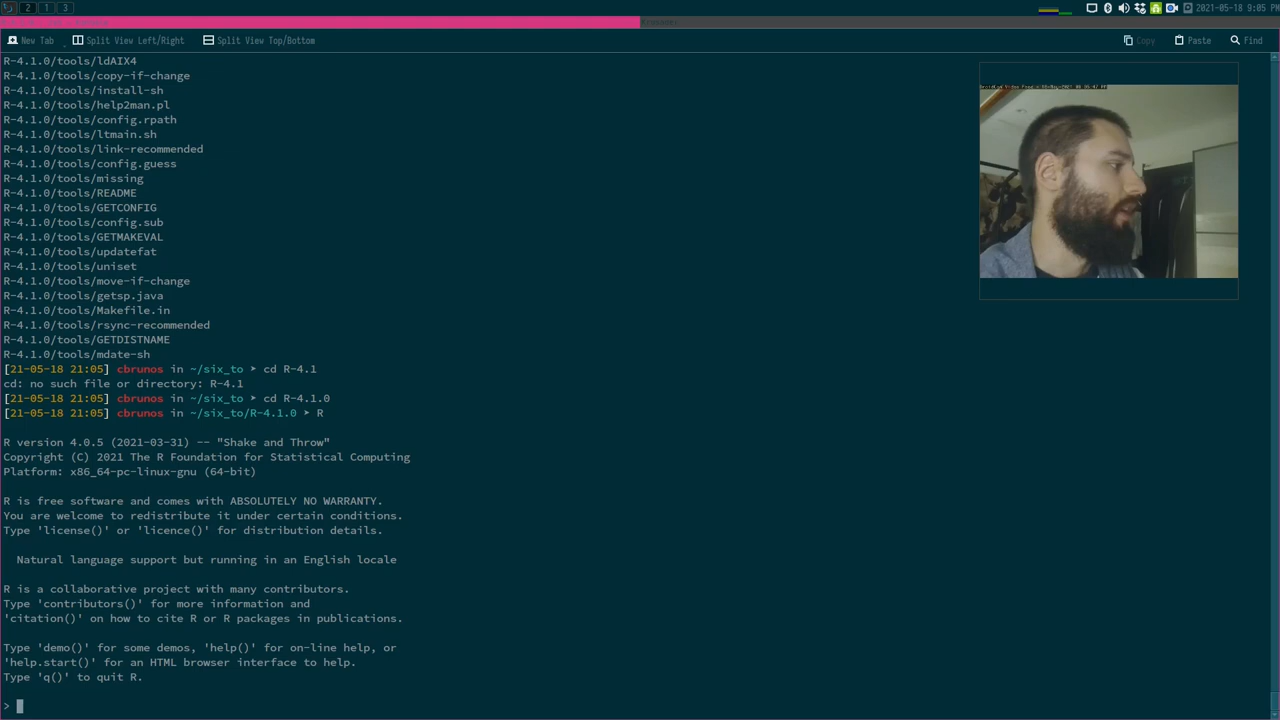 2 1 3
2021-05-18 9:05 PM
New Tab Split View Left/Right Split View Top/Bottom Copy Paste Find
R-4.1.0/tools/ldAIX4
R-4.1.0/tools/copy-if-change
R-4.1.0/tools/install-sh
R-4.1.0/tools/help2man.pl
R-4.1.0/tools/config.rpath
R-4.1.0/tools/ltmain.sh
R-4.1.0/tools/link-recommended
R-4.1.0/tools/config.guess
R-4.1.0/tools/missing
R-4.1.0/tools/README
R-4.1.0/tools/GETCONFIG
R-4.1.0/tools/config.sub
R-4.1.0/tools/GETMAKEVAL
R-4.1.0/tools/updatefat
R-4.1.0/tools/uniset
R-4.1.0/tools/move-if-change
R-4.1.0/tools/getsp.java
R-4.1.0/tools/Makefile.in
R-4.1.0/tools/rsync-recommended
R-4.1.0/tools/GETDISTNAME
R-4.1.0/tools/mdate-sh
[21-05-18 21:05] cbrunos in ~/six_to ➤ cd R-4.1
cd: no such file or directory: R-4.1
[21-05-18 21:05] cbrunos in ~/six_to ➤ cd R-4.1.0
[21-05-18 21:05] cbrunos in ~/six_to/R-4.1.0 ➤ R
R version 4.0.5 (2021-03-31) -- "Shake and Throw"
Copyright (C) 2021 The R Foundation for Statistical Computing
Platform: x86_64-pc-linux-gnu (64-bit)
R is free software and comes with ABSOLUTELY NO WARRANTY.
You are welcome to redistribute it under certain conditions.
Type 'license()' or 'licence()' for distribution details.
Natural language support but running in an English locale
R is a collaborative project with many contributors.
Type 'contributors()' for more information and
'citation()' on how to cite R or R packages in publications.
Type 'demo()' for some demos, 'help()' for on-line help, or
'help.start()' for an HTML browser interface to help.
Type 'q()' to quit R.
>